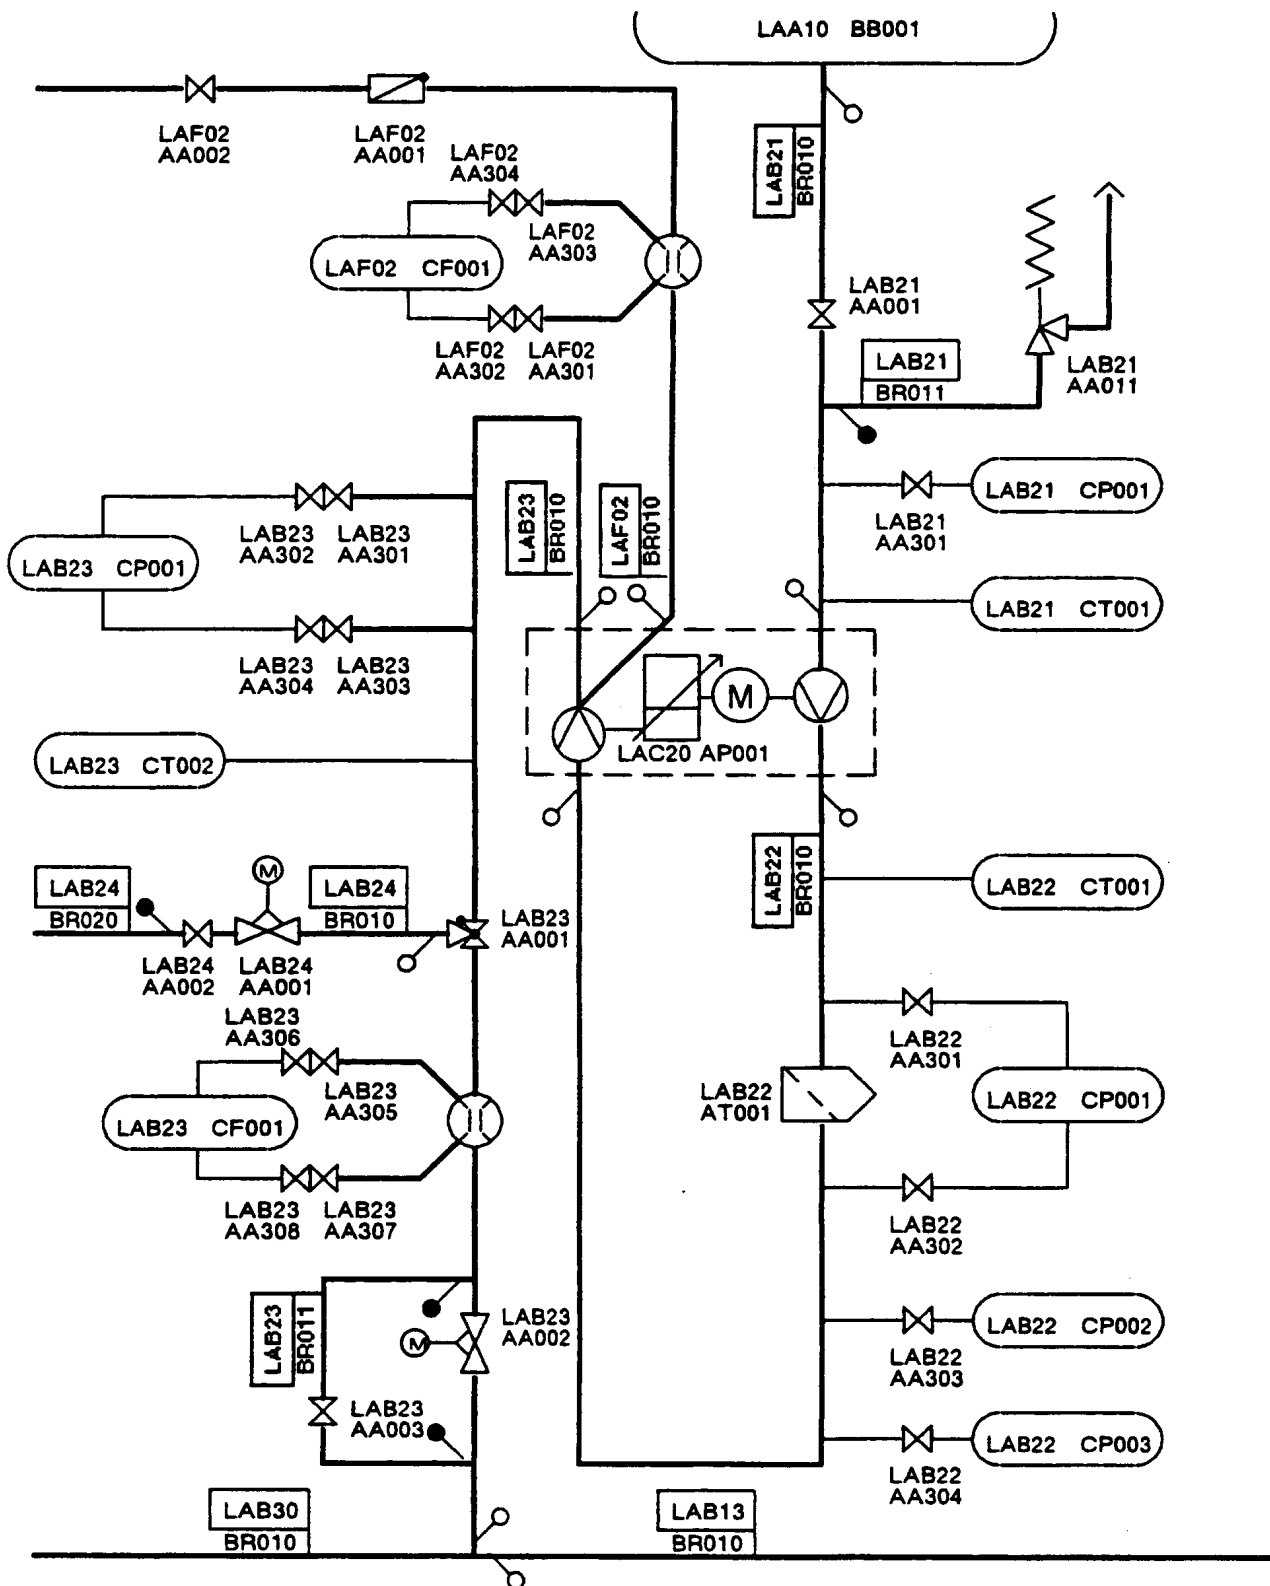 LAA10 BB001
LAF02
AA002
LAF02
AA001
LAF02
AA304
LAB21
BR010
LAF02
AA303
LAF02 CF001
LAB21
AA001
LAF02
AA302
LAF02
AA301
LAB21
BR011
LAB21
AA011
LAB23
BR010
LAF02
BR010
LAB21 CP001
LAB21
AA301
LAB23
AA302
LAB23
AA301
LAB23 CP001
LAB21 CT001
LAB23
AA304
LAB23
AA303
M
LAC20 AP001
LAB23 CT002
LAB22
BR010
M
LAB24
BR020
LAB24
BR010
LAB22 CT001
LAB23
AA001
LAB24
AA002
LAB24
AA001
LAB23
AA306
LAB22
AA301
LAB23
AA305
LAB22
AT001
LAB22 CP001
LAB23 CF001
LAB23
AA308
LAB23
AA307
LAB22
AA302
LAB23
BR011
LAB23
AA002
M
LAB22 CP002
LAB22
AA303
LAB23
AA003
LAB22 CP003
LAB22
AA304
LAB30
BR010
LAB13
BR010